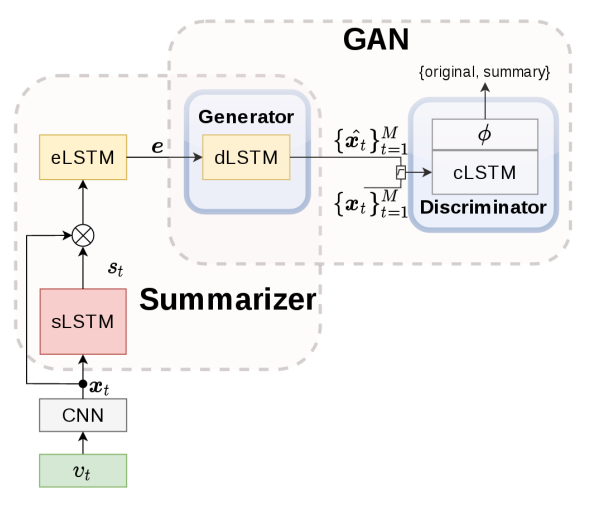 GAN
{original, summary}
Generator
ϕ
{x̂_t}_{t=1}^M
eLSTM
e
dLSTM
cLSTM
{x_t}_{t=1}^M
Discriminator
s_t
Summarizer
sLSTM
x_t
CNN
v_t